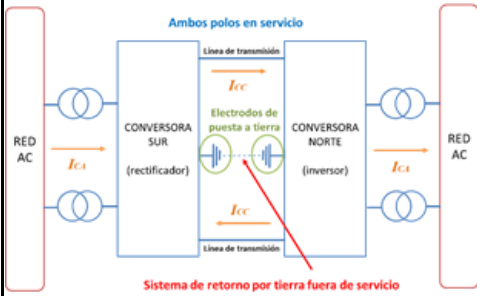 Ambos polos en servicio
Línea de transmisión
Icc
Electrodos de
puesta a tierra
RED
AC
ICA
CONVERSORA
SUR
(rectificador)
CONVERSORA
NORTE
(inversor)
ICA
RED
AC
Icc
Línea de transmisión
Sistema de retorno por tierra fuera de servicio